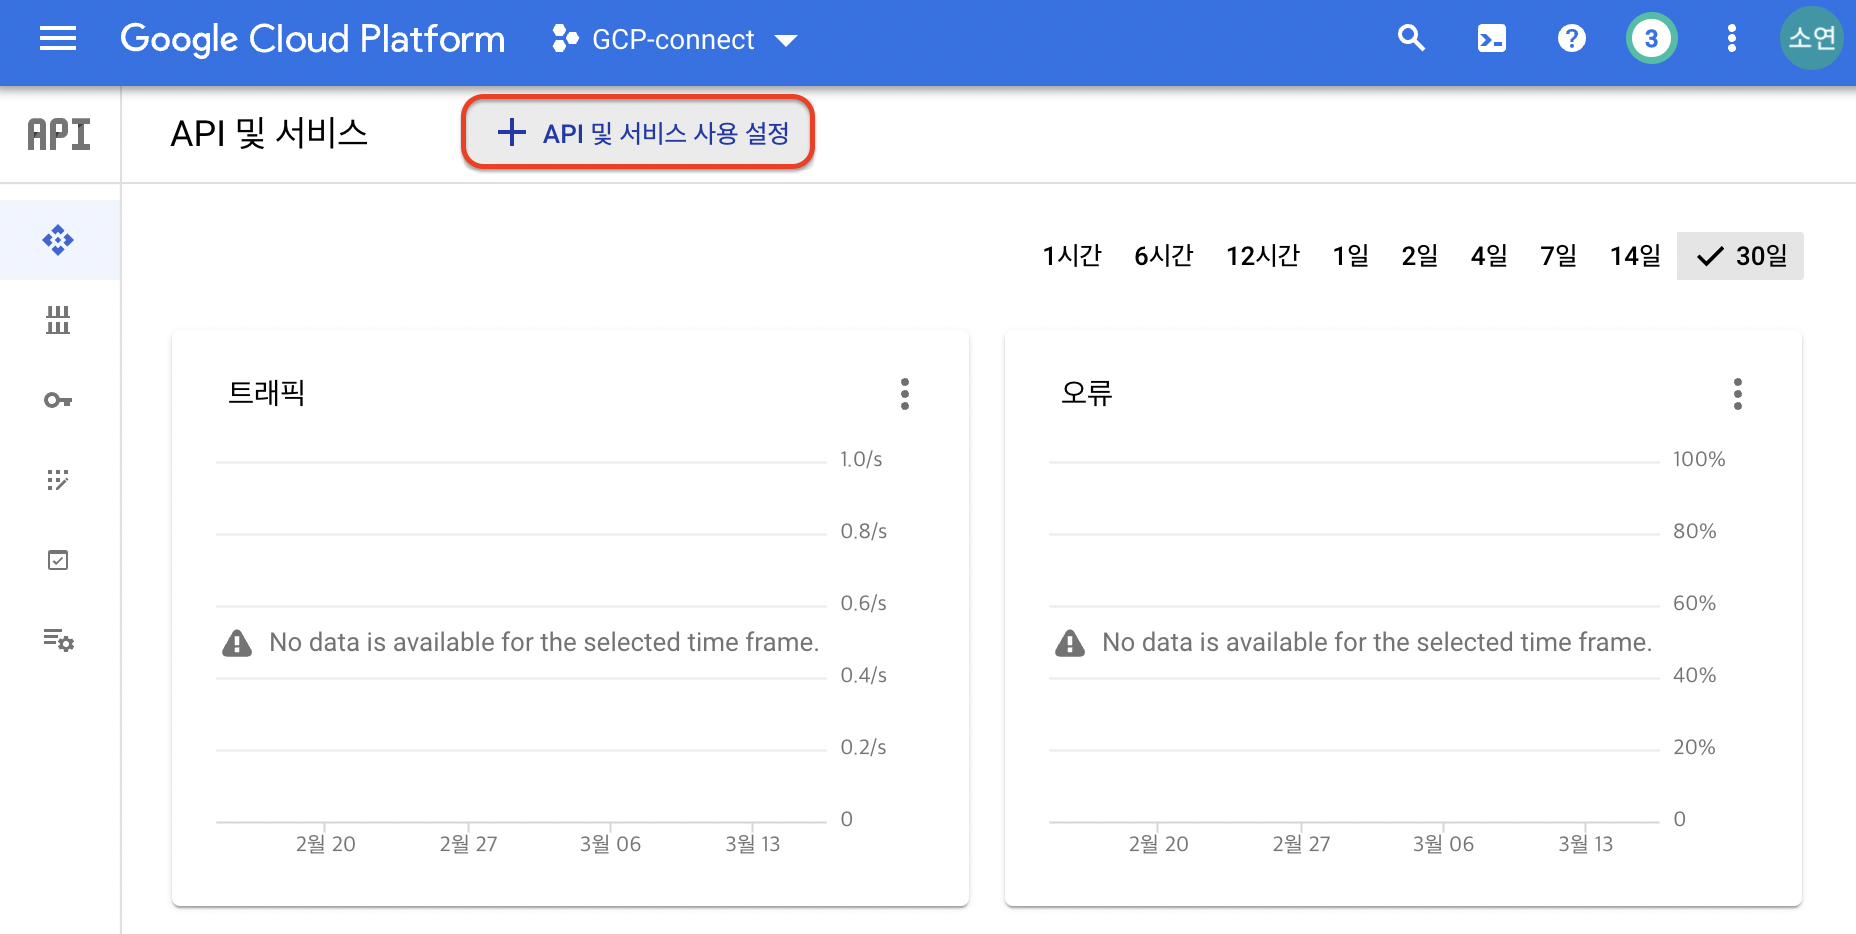 Google Cloud Platform GCP-connect 3 소연
API API 및 서비스 API 및 서비스 사용 설정
1시간 6시간 12시간 1일 2일 4일 7일 14일 30일
트래픽
1.0/s
0.8/s
0.6/s
No data is available for the selected time frame.
0.4/s
0.2/s
0
2월 20 2월 27 3월 06 3월 13
오류
100%
80%
60%
No data is available for the selected time frame.
40%
20%
0
2월 20 2월 27 3월 06 3월 13